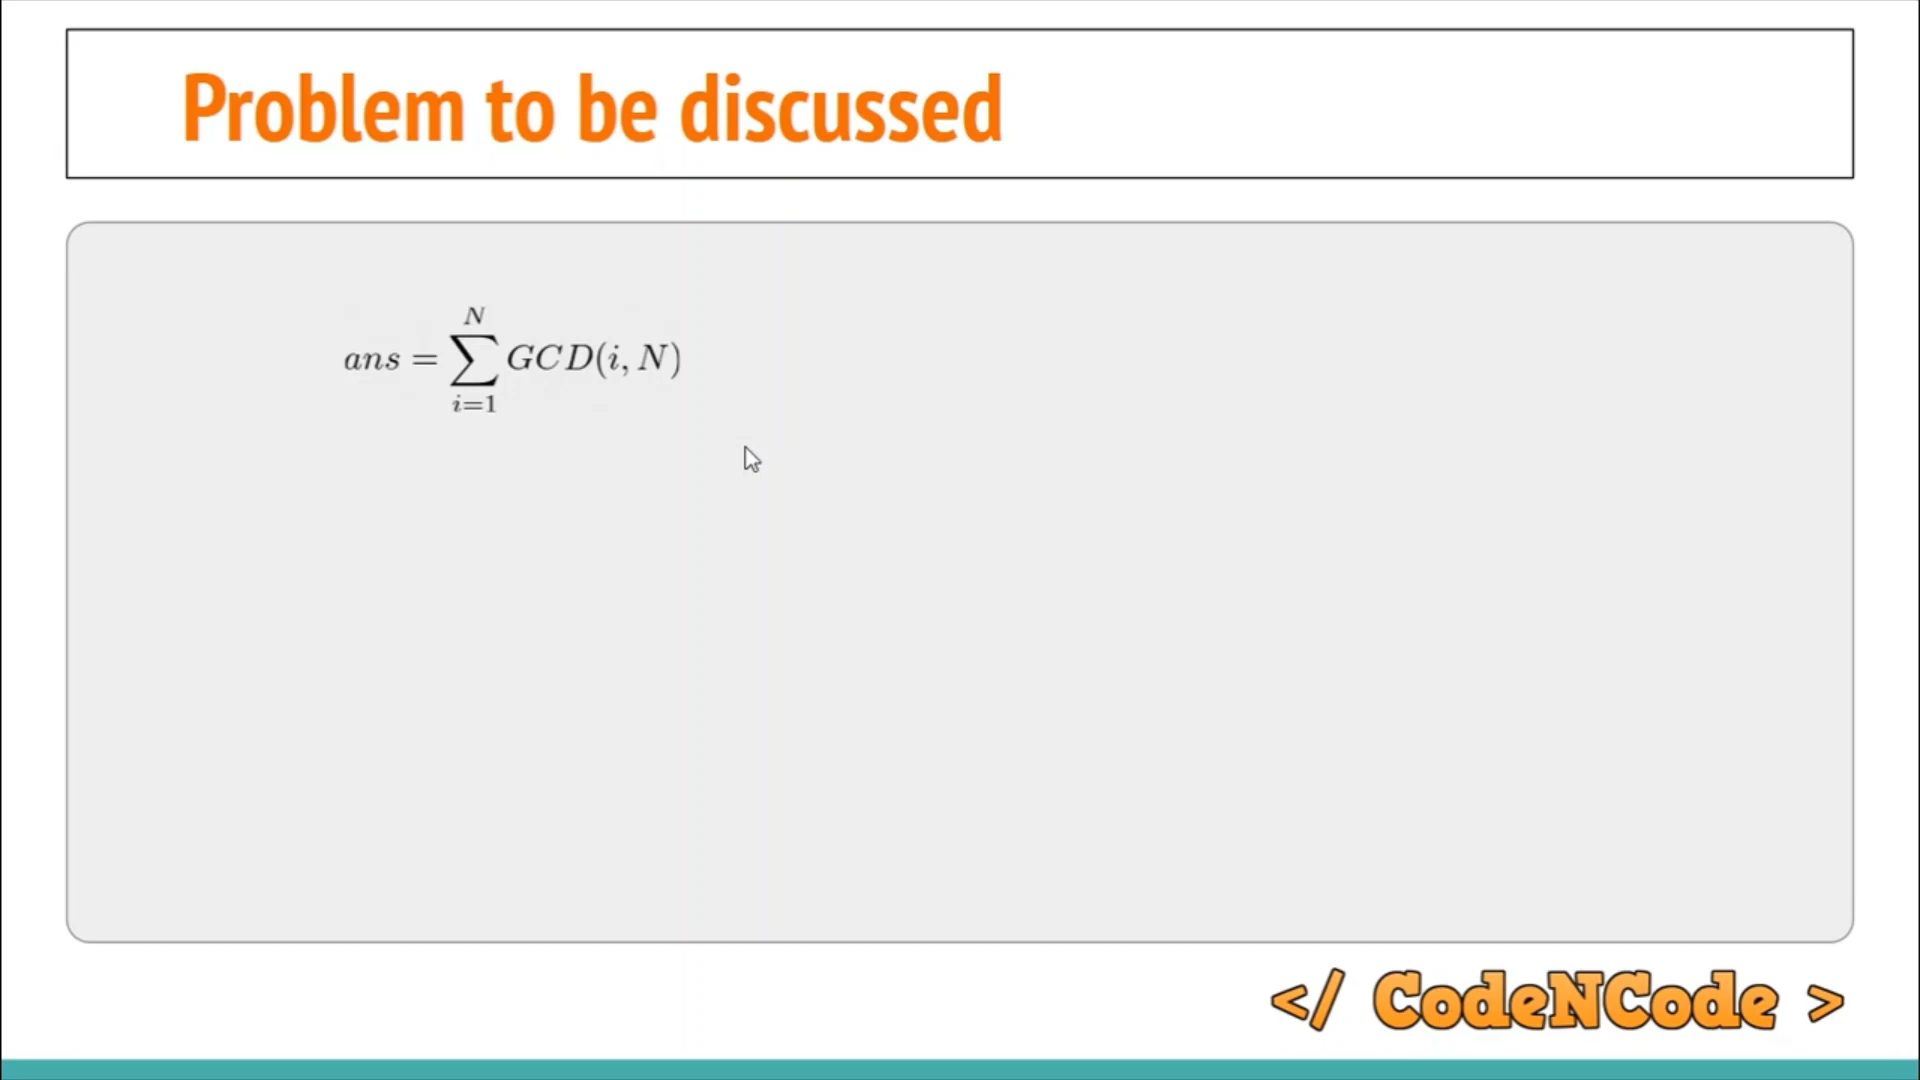 Problem to be discussed
$ans = \sum_{i=1}^{N} GCD(i, N)$
</ CodeNCode >